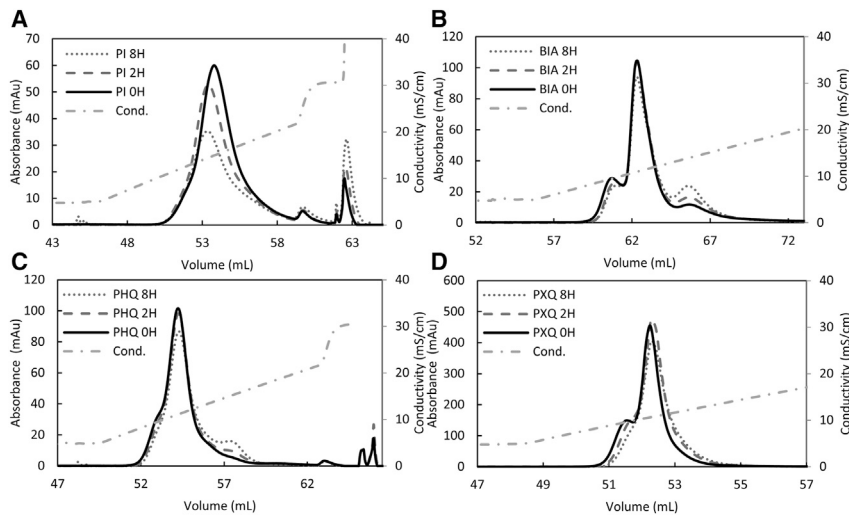 A
PI 8H
PI 2H
PI 0H
Cond.
Absorbance (mAu)
70
60
50
40
30
20
10
0
43 48 53 58 63
Volume (mL)
40
30
20
10
0
Conductivity (mS/cm)
B
BIA 8H
BIA 2H
BIA 0H
Cond.
Absorbance (mAu)
120
100
80
60
40
20
0
52 57 62 67 72
Volume (mL)
40
30
20
10
0
Conductivity (mS/cm)
C
PHQ 8H
PHQ 2H
PHQ 0H
Cond.
Absorbance (mAu)
120
100
80
60
40
20
0
47 52 57 62
Volume (mL)
40
30
20
10
0
Conductivity (mS/cm)
D
PXQ 8H
PXQ 2H
PXQ 0H
Cond.
Absorbance (mAu)
600
500
400
300
200
100
0
47 49 51 53 55 57
Volume (mL)
40
30
20
10
0
Conductivity (mS/cm)